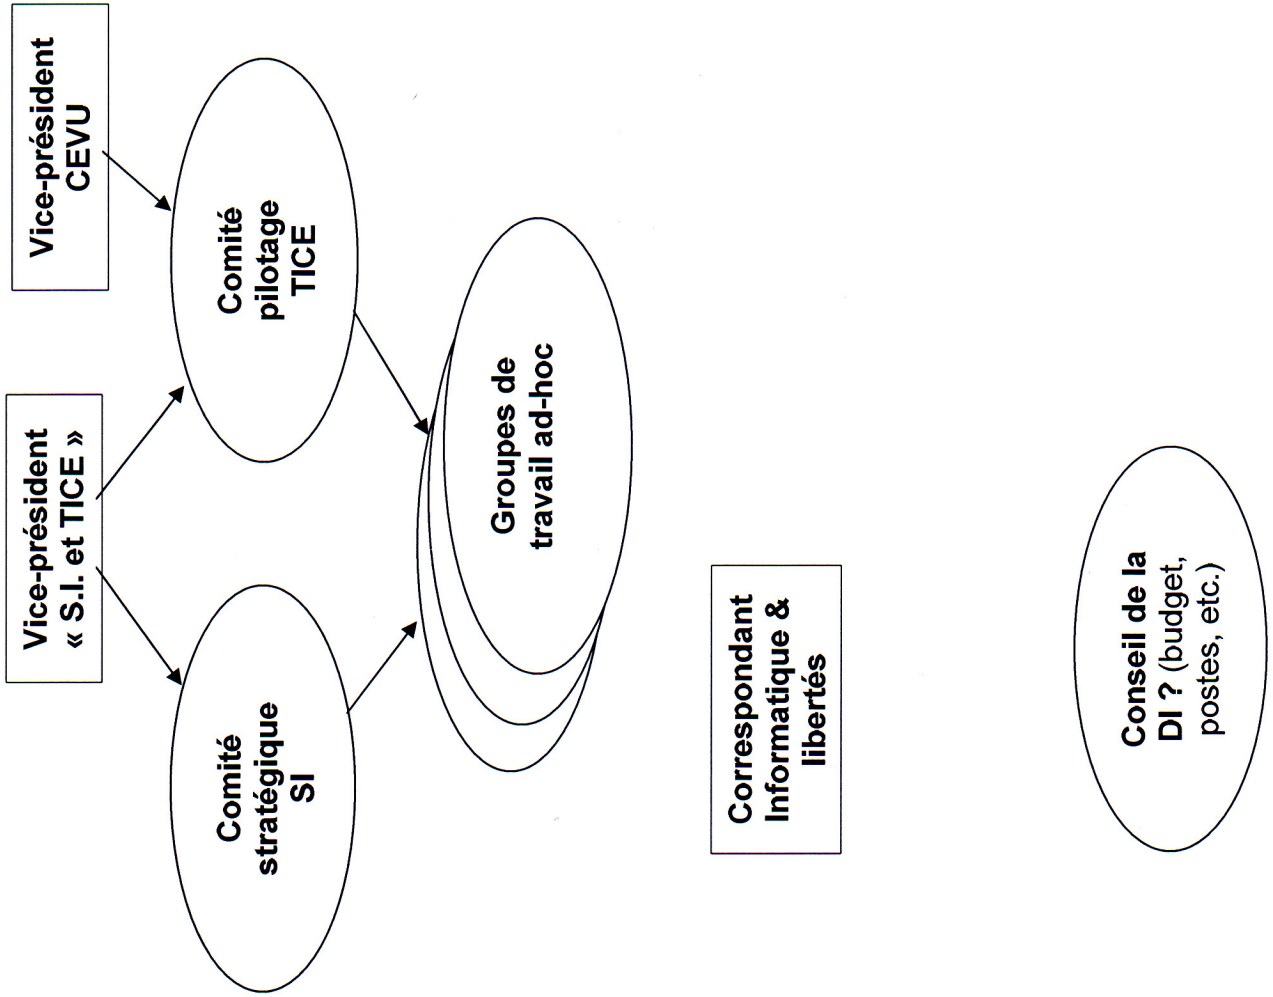 Vice-président
« S.I. et TICE »
Vice-président
CEVU
Comité
stratégique
SI
Comité
pilotage
TICE
Groupes de
travail ad-hoc
Correspondant
Informatique &
libertés
Conseil de la
DI ? (budget,
postes, etc.)